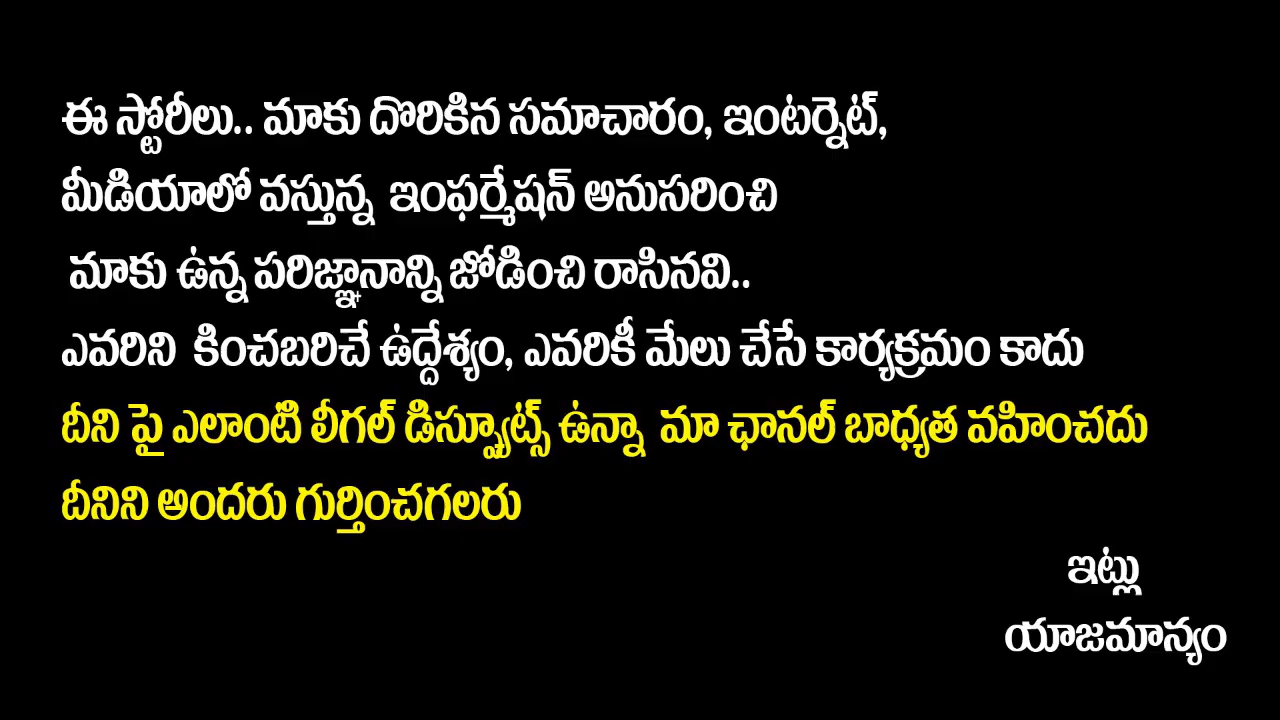 ఈ స్టోరీలు.. మాకు దొరికిన సమాచారం, ఇంటర్నెట్,
మీడియాలో వస్తున్న ఇంఫర్మేషన్ అనుసరించి
మాకు ఉన్న పరిజ్ఞానాన్ని జోడించి రాసినవి..
ఎవరిని కించబరిచే ఉద్దేశ్యం, ఎవరికీ మేలు చేసే కార్యక్రమం కాదు
దీని పై ఎలాంటి లీగల్ డిస్ప్యూట్స్ ఉన్నా మా ఛానల్ బాధ్యత వహించదు
దీనిని అందరు గుర్తించగలరు
ఇట్లు
యాజమాన్యం